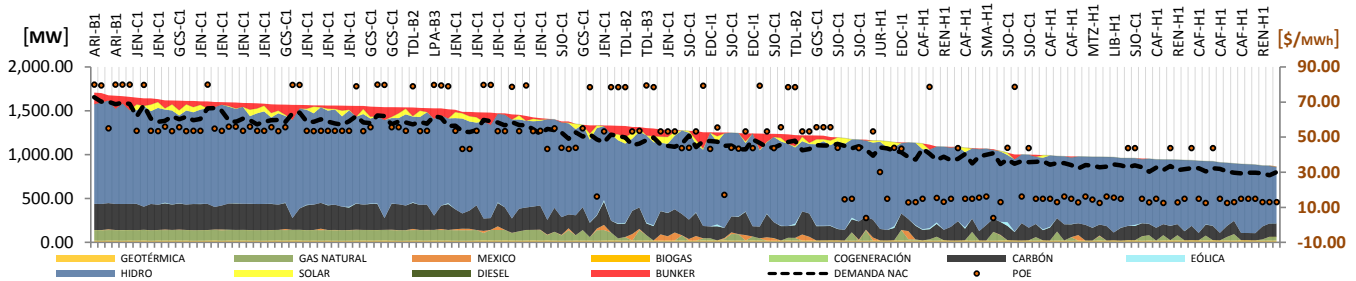 ARI-B1 ARI-B1 JEN-C1 JEN-C1 GCS-C1 JEN-C1 JEN-C1 JEN-C1 JEN-C1 GCS-C1 JEN-C1 JEN-C1 JEN-C1 GCS-C1 GCS-C1 TDL-B2 LPA-B3 JEN-C1 JEN-C1 JEN-C1 JEN-C1 JEN-C1 SJO-C1 GCS-C1 JEN-C1 TDL-B2 TDL-B3 JEN-C1 SJO-C1 EDC-I1 SJO-C1 EDC-I1 SJO-C1 TDL-B2 GCS-C1 SJO-C1 SJO-C1 JUR-H1 EDC-I1 CAF-H1 REN-H1 CAF-H1 SMA-H1 SJO-C1 SJO-C1 CAF-H1 CAF-H1 MTZ-H1 LIB-H1 SJO-C1 CAF-H1 REN-H1 CAF-H1 CAF-H1 CAF-H1 REN-H1
[MW] [$/MWh]
2,000.00 90.00
70.00
1,500.00 50.00
1,000.00 30.00
500.00 10.00
0.00 -10.00
GEOTÉRMICA GAS NATURAL MEXICO BIOGAS COGENERACIÓN CARBÓN EÓLICA
HIDRO SOLAR DIESEL BUNKER DEMANDA NAC POE